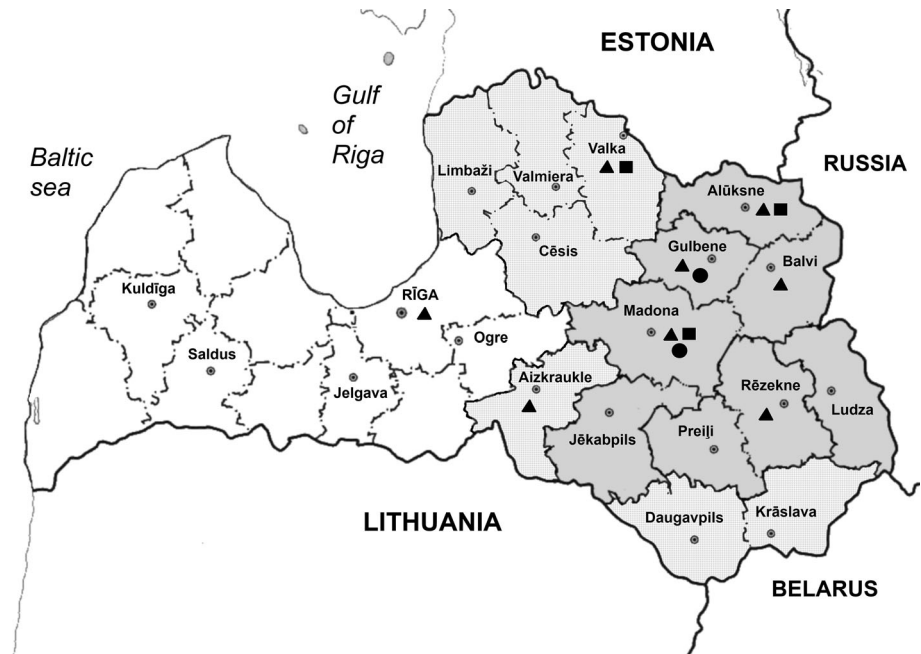 ESTONIA
Gulf
of
Riga
Baltic
sea
RUSSIA
Valka
Limbaži
Valmiera
Alūksne
Cēsis
Gulbene
Balvi
Kuldīga
RĪGA
Madona
Ogre
Saldus
Aizkraukle
Rēzekne
Jelgava
Ludza
Jēkabpils
Preiļi
LITHUANIA
Daugavpils
Krāslava
BELARUS